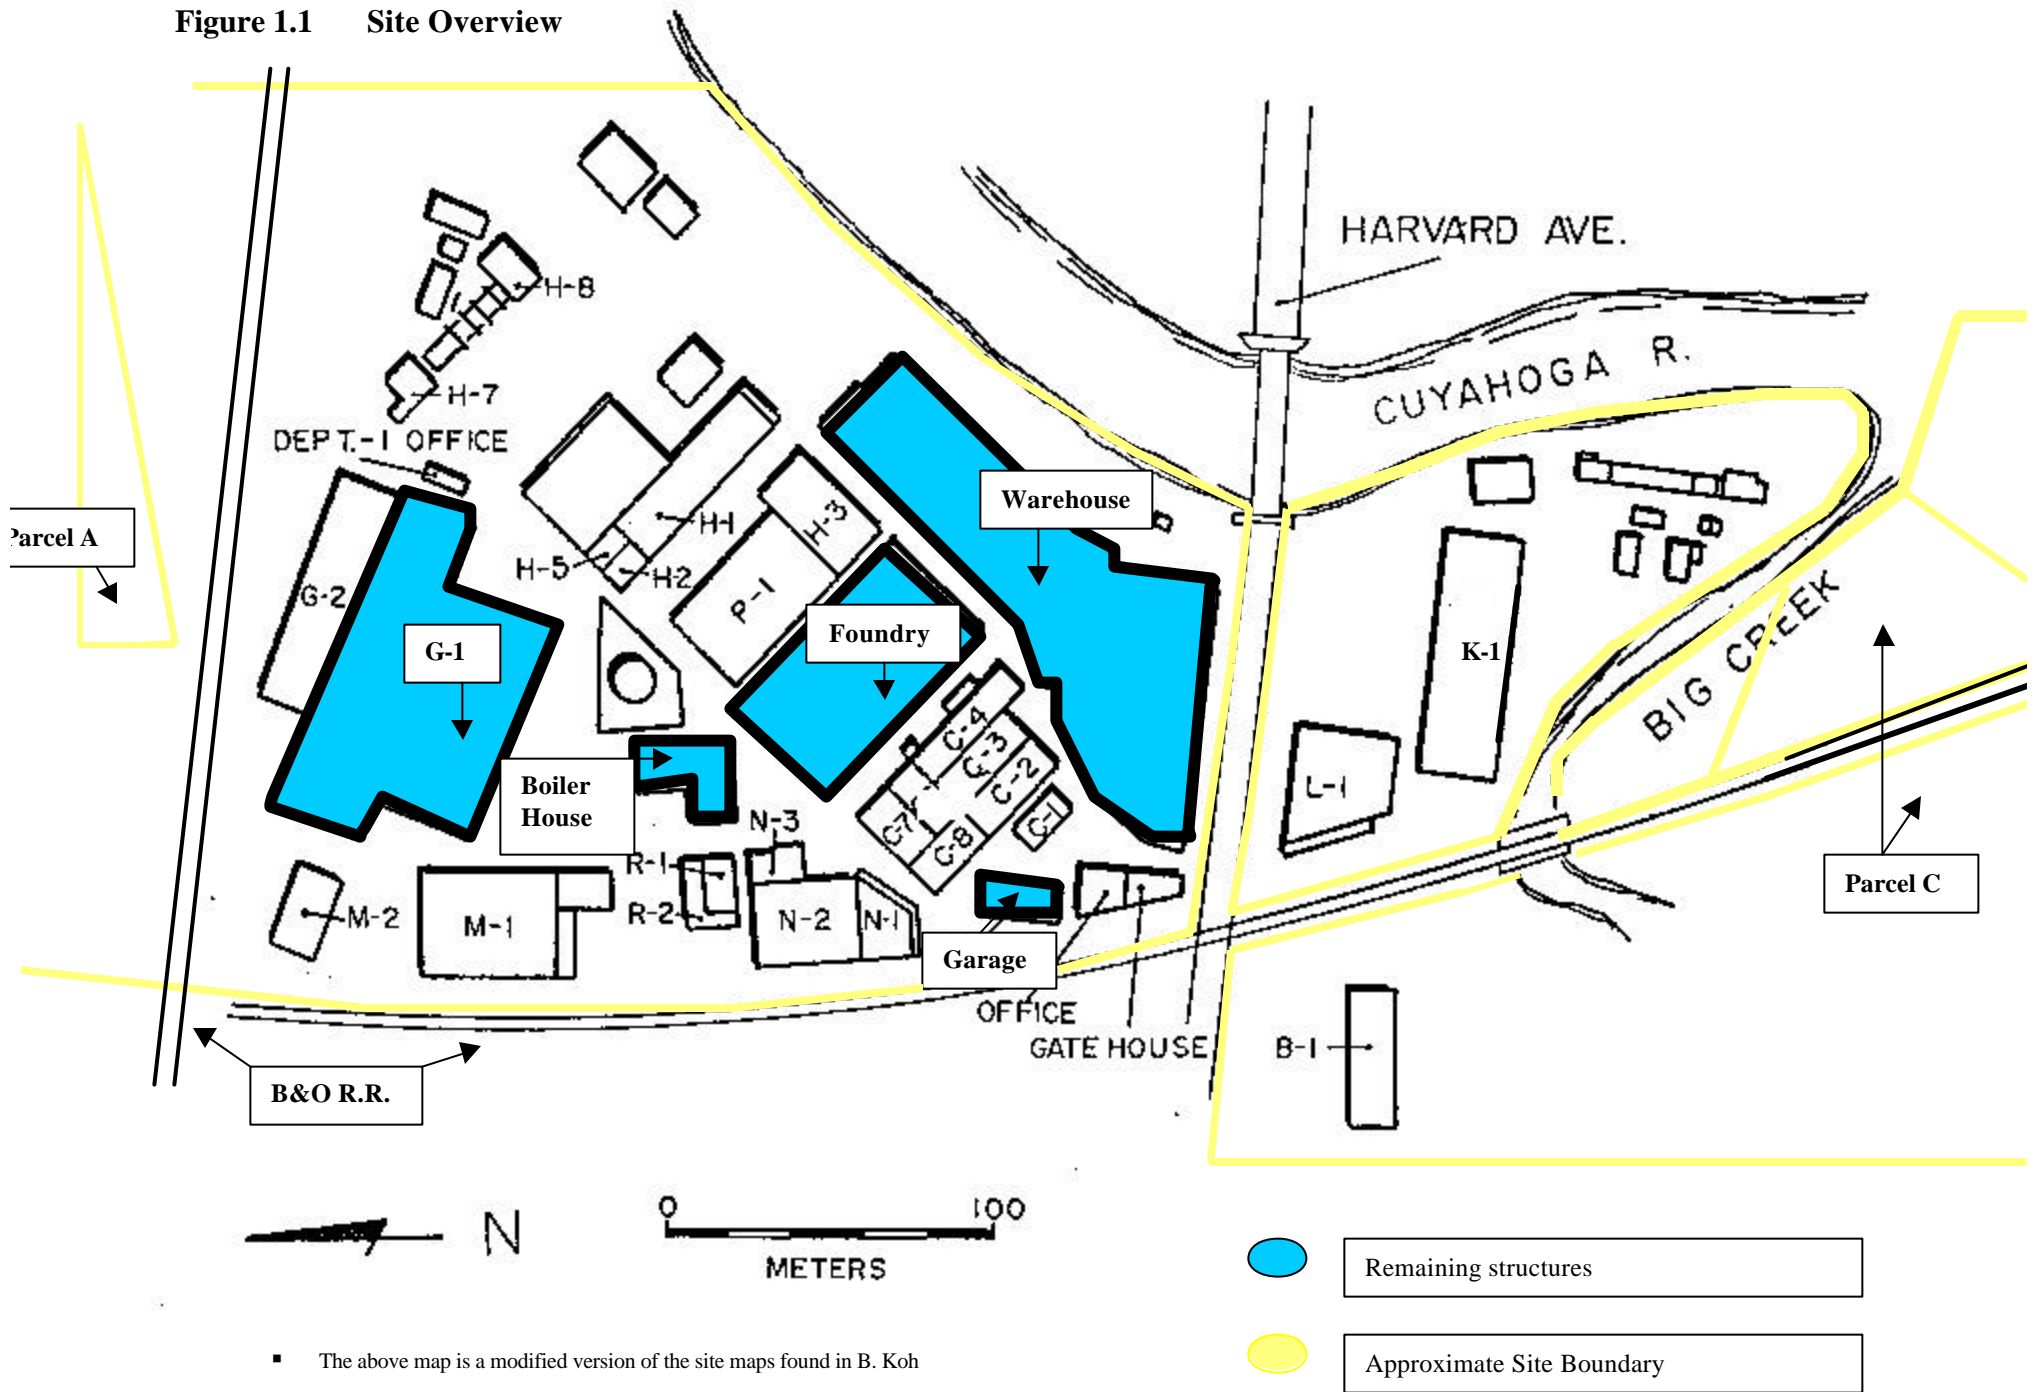 Figure 1.1 Site Overview
HARVARD AVE.
CUYAHOGA R.
H-8
H-7
DEPT.-1 OFFICE
Warehouse
H-3
H-1
Parcel A
H-5
H-2
G-2
P-1
Foundry
G-1
K-1
BIG CREEK
C-4
C-3
C-2
Boiler
House
L-1
C-7
C-8
C-1
N-3
R-1
R-2
M-2
M-1
N-2
N-1
Parcel C
Garage
OFFICE
GATE HOUSE
B-1
B&O R.R.
N
0 100
METERS
Remaining structures
Approximate Site Boundary
▪ The above map is a modified version of the site maps found in B. Koh